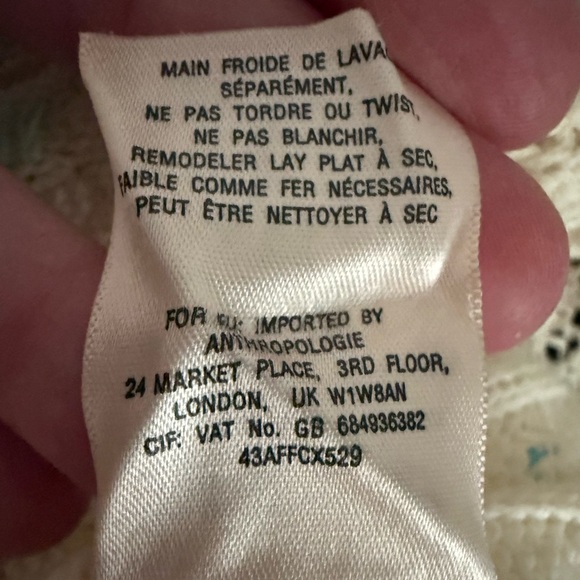 MAIN FROIDE DE LAVA
SÉPARÉMENT,
NE PAS TORDRE OU TWIST,
NE PAS BLANCHIR,
REMODELER LAY PLAT À SEC,
FAIBLE COMME FER NÉCESSAIRES,
PEUT ÊTRE NETTOYER À SEC
FOR EU: IMPORTED BY
ANTHROPOLOGIE
24 MARKET PLACE, 3RD FLOOR,
LONDON, UK W1W8AN
CIF: VAT No. GB 684936382
43AFFCX529